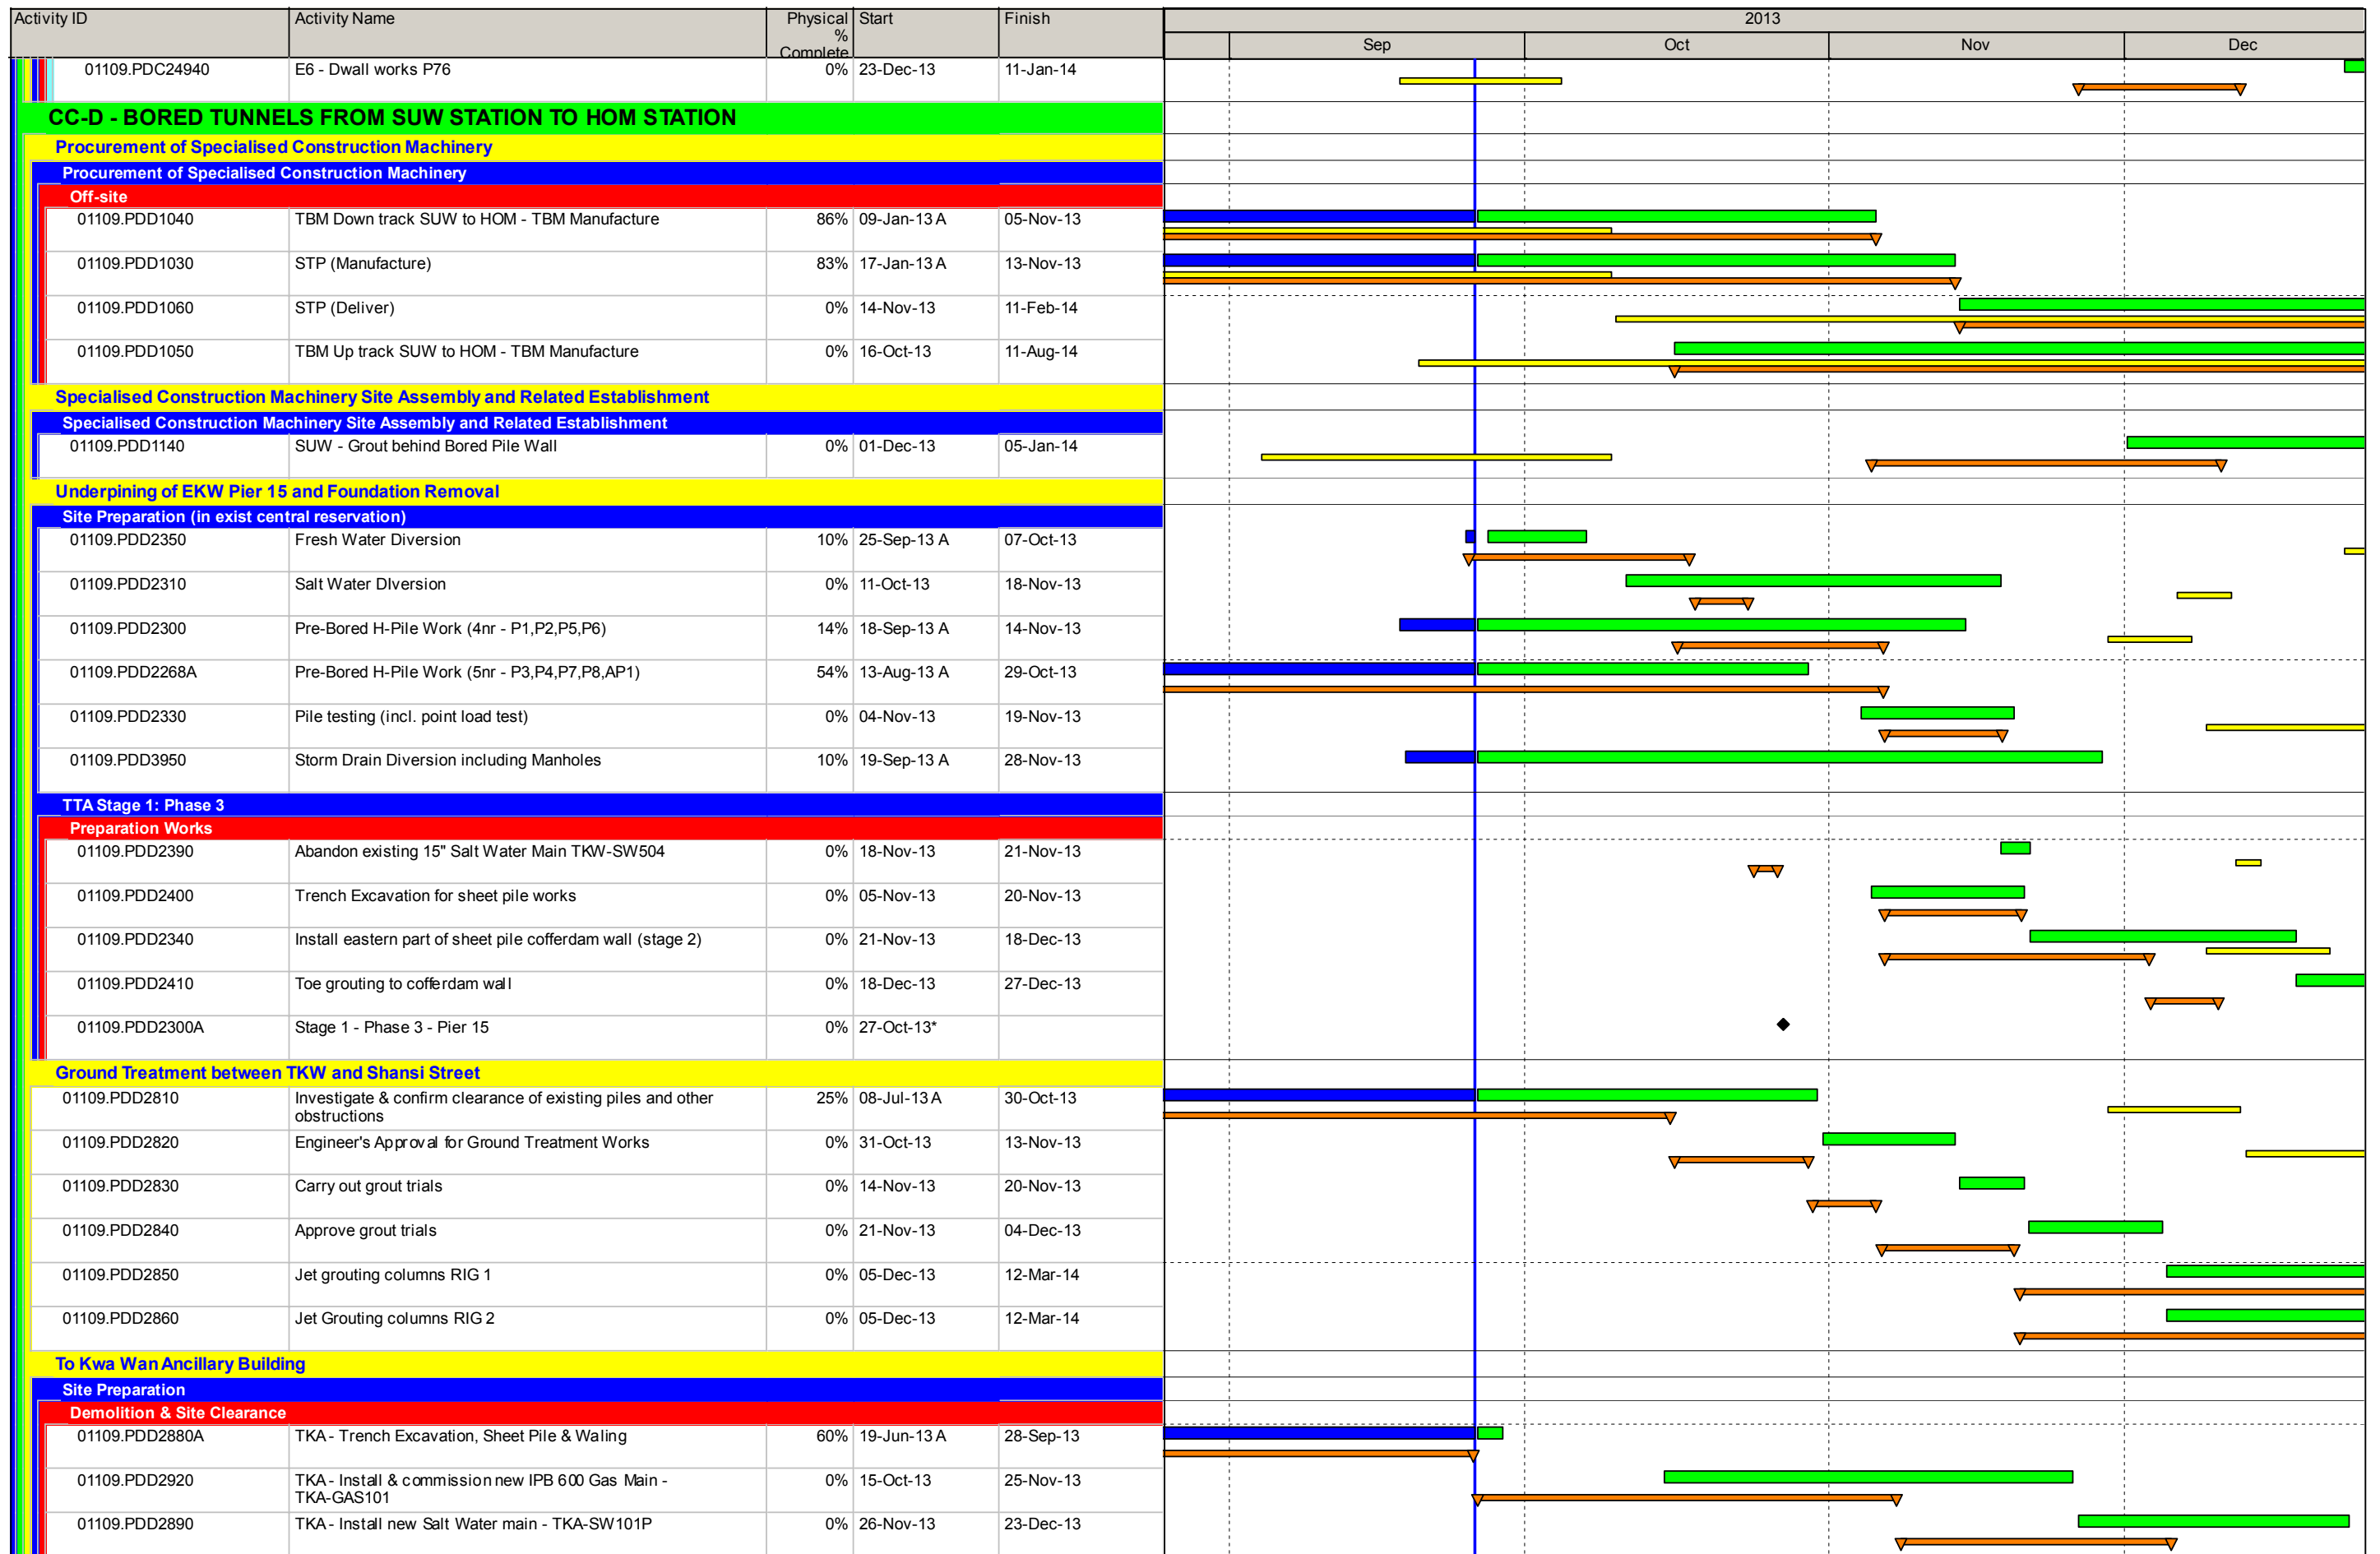 Activity ID Activity Name Physical % Complete Start Finish 2013
Sep Oct Nov Dec
01109.PDC24940 E6 - Dwall works P76 0% 23-Dec-13 11-Jan-14
CC-D - BORED TUNNELS FROM SUW STATION TO HOM STATION
Procurement of Specialised Construction Machinery
Procurement of Specialised Construction Machinery
Off-site
01109.PDD1040 TBM Down track SUW to HOM - TBM Manufacture 86% 09-Jan-13 A 05-Nov-13
01109.PDD1030 STP (Manufacture) 83% 17-Jan-13 A 13-Nov-13
01109.PDD1060 STP (Deliver) 0% 14-Nov-13 11-Feb-14
01109.PDD1050 TBM Up track SUW to HOM - TBM Manufacture 0% 16-Oct-13 11-Aug-14
Specialised Construction Machinery Site Assembly and Related Establishment
Specialised Construction Machinery Site Assembly and Related Establishment
01109.PDD1140 SUW - Grout behind Bored Pile Wall 0% 01-Dec-13 05-Jan-14
Underpining of EKW Pier 15 and Foundation Removal
Site Preparation (in exist central reservation)
01109.PDD2350 Fresh Water Diversion 10% 25-Sep-13 A 07-Oct-13
01109.PDD2310 Salt Water DIversion 0% 11-Oct-13 18-Nov-13
01109.PDD2300 Pre-Bored H-Pile Work (4nr - P1,P2,P5,P6) 14% 18-Sep-13 A 14-Nov-13
01109.PDD2268A Pre-Bored H-Pile Work (5nr - P3,P4,P7,P8,AP1) 54% 13-Aug-13 A 29-Oct-13
01109.PDD2330 Pile testing (incl. point load test) 0% 04-Nov-13 19-Nov-13
01109.PDD3950 Storm Drain Diversion including Manholes 10% 19-Sep-13 A 28-Nov-13
TTA Stage 1: Phase 3
Preparation Works
01109.PDD2390 Abandon existing 15" Salt Water Main TKW-SW504 0% 18-Nov-13 21-Nov-13
01109.PDD2400 Trench Excavation for sheet pile works 0% 05-Nov-13 20-Nov-13
01109.PDD2340 Install eastern part of sheet pile cofferdam wall (stage 2) 0% 21-Nov-13 18-Dec-13
01109.PDD2410 Toe grouting to cofferdam wall 0% 18-Dec-13 27-Dec-13
01109.PDD2300A Stage 1 - Phase 3 - Pier 15 0% 27-Oct-13*
Ground Treatment between TKW and Shansi Street
01109.PDD2810 Investigate & confirm clearance of existing piles and other 25% 08-Jul-13 A 30-Oct-13
obstructions
01109.PDD2820 Engineer's Approval for Ground Treatment Works 0% 31-Oct-13 13-Nov-13
01109.PDD2830 Carry out grout trials 0% 14-Nov-13 20-Nov-13
01109.PDD2840 Approve grout trials 0% 21-Nov-13 04-Dec-13
01109.PDD2850 Jet grouting columns RIG 1 0% 05-Dec-13 12-Mar-14
01109.PDD2860 Jet Grouting columns RIG 2 0% 05-Dec-13 12-Mar-14
To Kwa Wan Ancillary Building
Site Preparation
Demolition & Site Clearance
01109.PDD2880A TKA - Trench Excavation, Sheet Pile & Waling 60% 19-Jun-13 A 28-Sep-13
01109.PDD2920 TKA - Install & commission new IPB 600 Gas Main - 0% 15-Oct-13 25-Nov-13
TKA-GAS101
01109.PDD2890 TKA - Install new Salt Water main - TKA-SW101P 0% 26-Nov-13 23-Dec-13